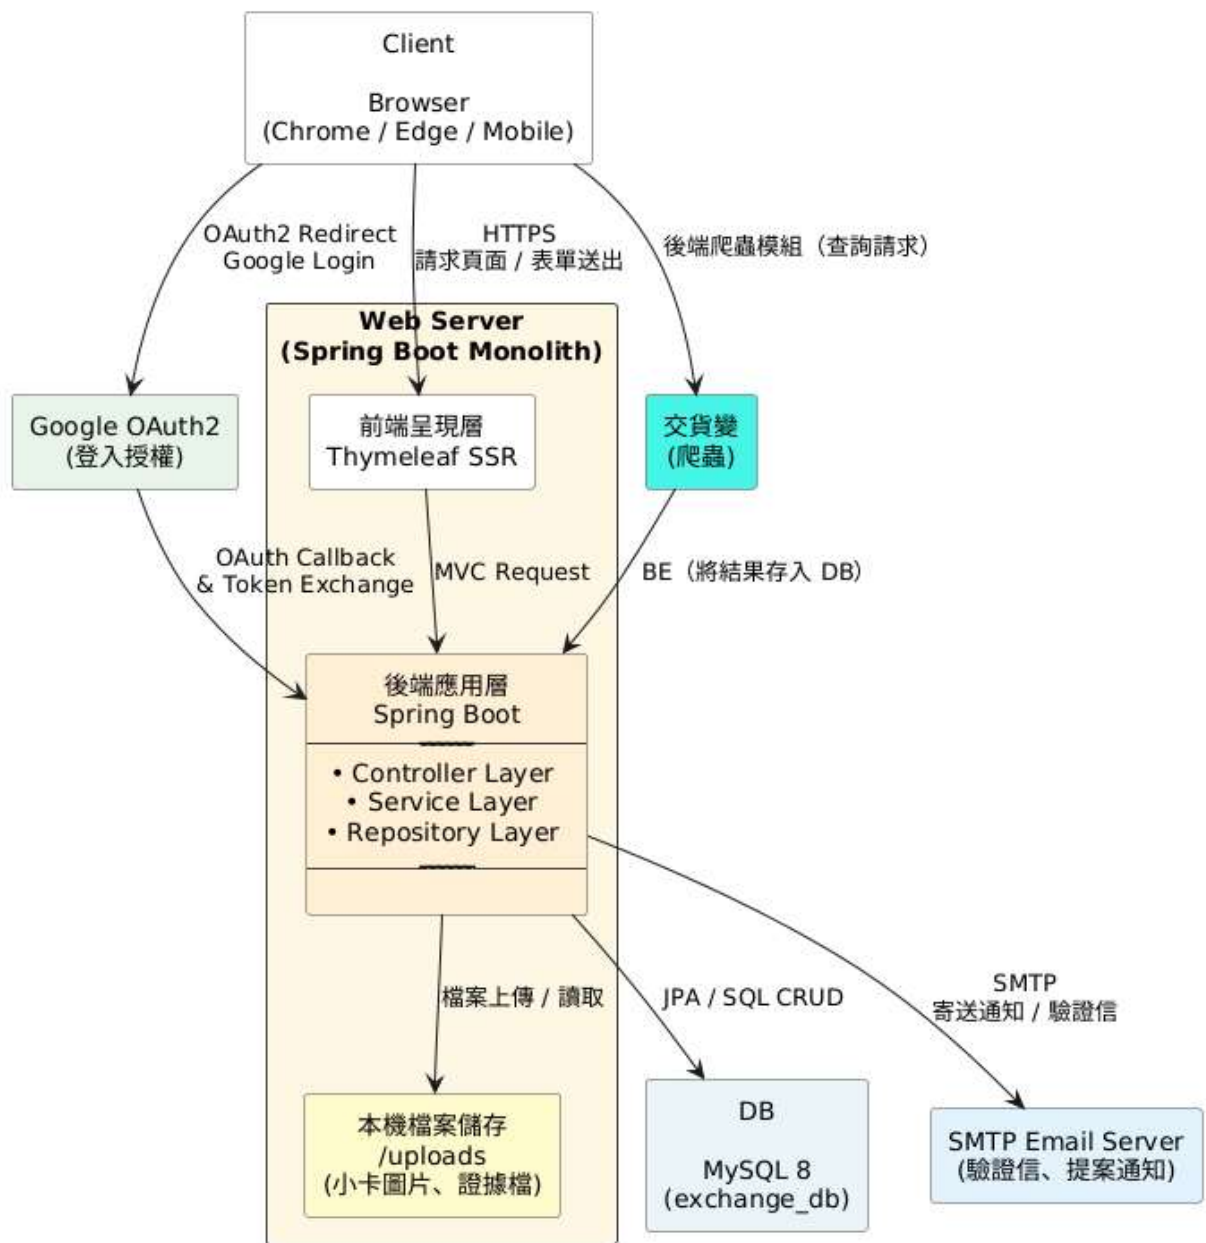 Client
Browser
(Chrome / Edge / Mobile)
OAuth2 Redirect
Google Login
HTTPS
請求頁面 / 表單送出
後端爬蟲模組（查詢請求）
Web Server
(Spring Boot Monolith)
Google OAuth2
(登入授權)
前端呈現層
Thymeleaf SSR
交貨變
(爬蟲)
OAuth Callback
& Token Exchange
MVC Request
BE（將結果存入 DB）
後端應用層
Spring Boot
• Controller Layer
• Service Layer
• Repository Layer
檔案上傳 / 讀取
JPA / SQL CRUD
SMTP
寄送通知 / 驗證信
本機檔案儲存
/uploads
(小卡圖片、證據檔)
DB
MySQL 8
(exchange_db)
SMTP Email Server
(驗證信、提案通知)